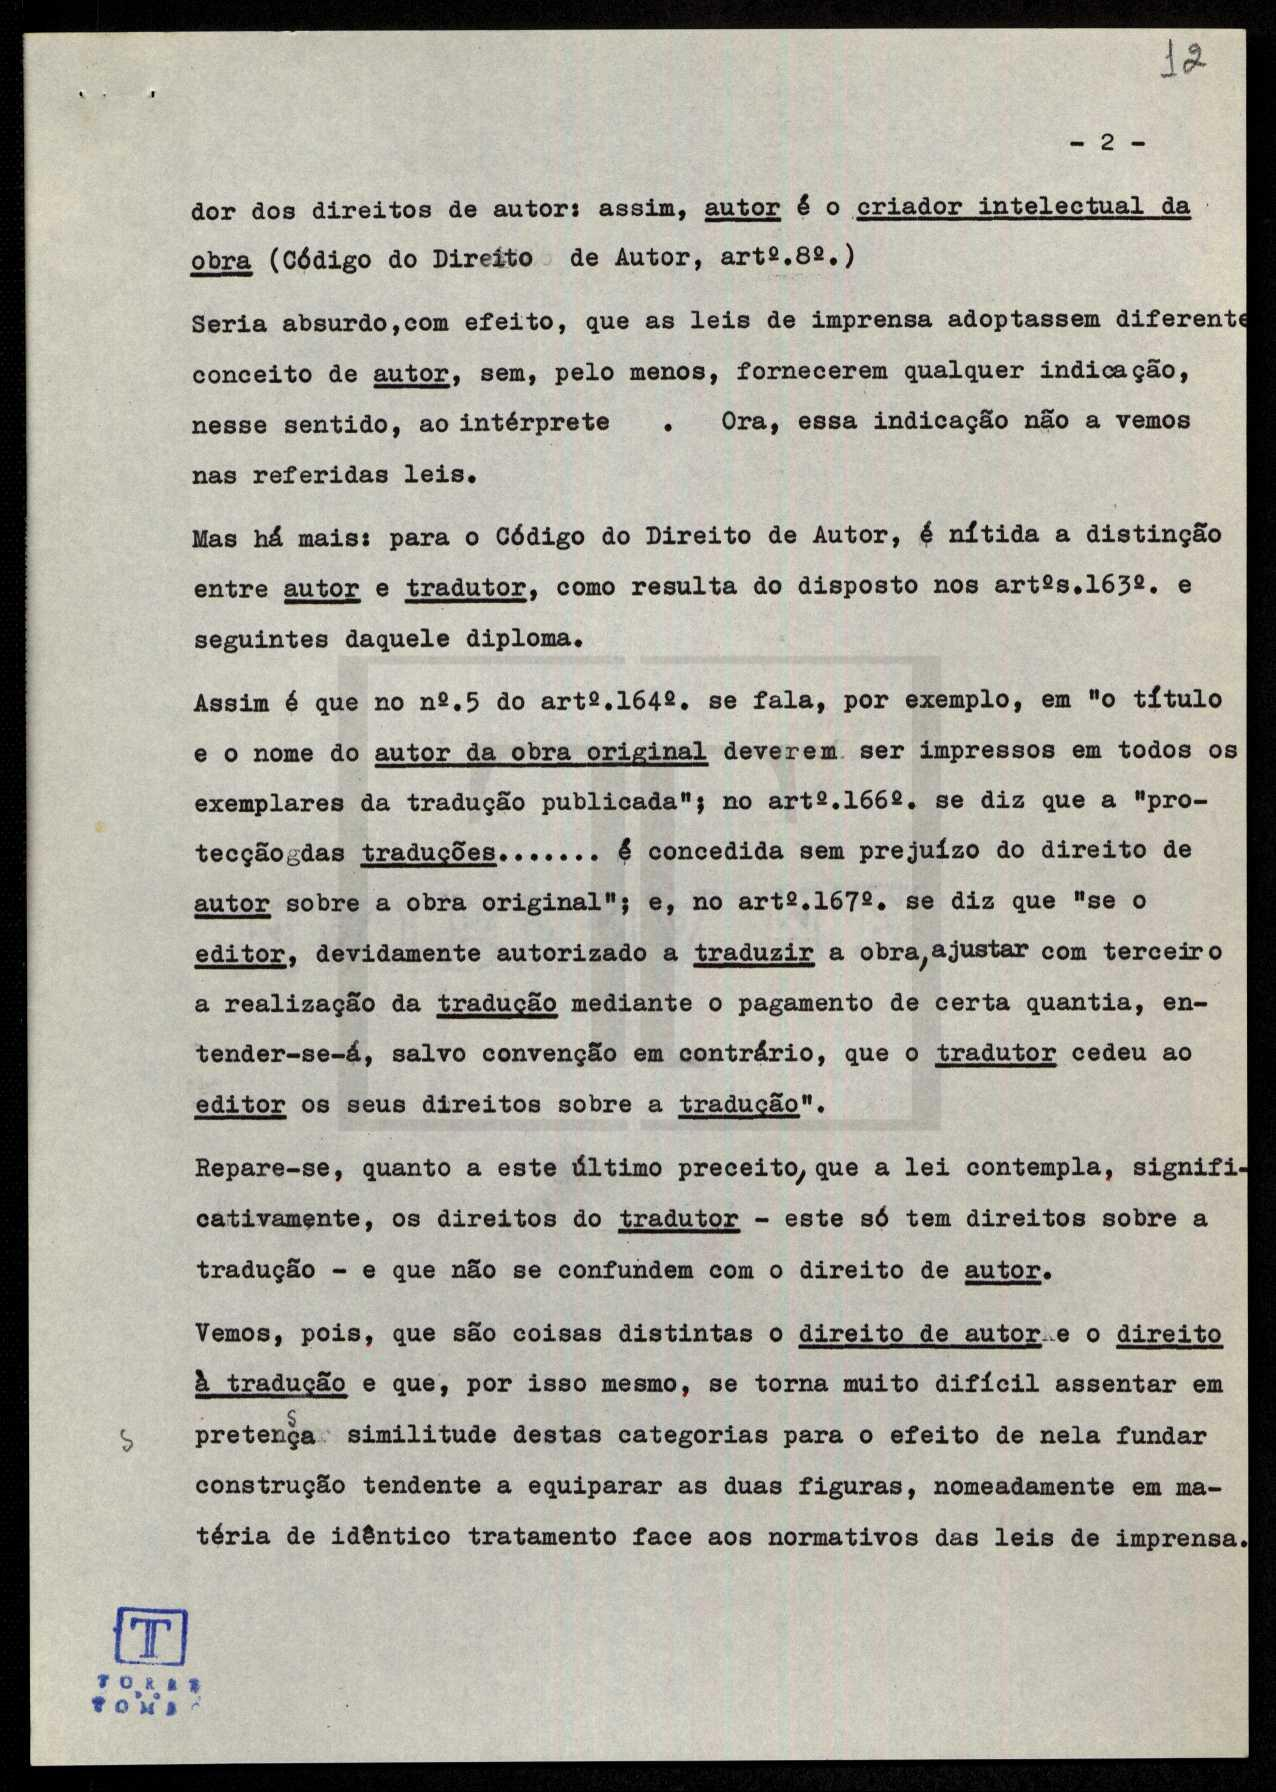 12
- 2 -
dor dos direitos de autor: assim, autor é o criador intelectual da
obra (Código do Direito de Autor, artº.8º.)
Seria absurdo,com efeito, que as leis de imprensa adoptassem diferente
conceito de autor, sem, pelo menos, fornecerem qualquer indicação,
nesse sentido, ao intérprete . Ora, essa indicação não a vemos
nas referidas leis.
Mas há mais: para o Código do Direito de Autor, é nítida a distinção
entre autor e tradutor, como resulta do disposto nos artºs.163º. e
seguintes daquele diploma.
Assim é que no nº.5 do artº.164º. se fala, por exemplo, em "o título
e o nome do autor da obra original deverem ser impressos em todos os
exemplares da tradução publicada"; no artº.166º. se diz que a "pro-
tecção das traduções....... é concedida sem prejuízo do direito de
autor sobre a obra original"; e, no artº.167º. se diz que "se o
editor, devidamente autorizado a traduzir a obra, ajustar com terceiro
a realização da tradução mediante o pagamento de certa quantia, en-
tender-se-á, salvo convenção em contrário, que o tradutor cedeu ao
editor os seus direitos sobre a tradução".
Repare-se, quanto a este último preceito, que a lei contempla, signifi-
cativamente, os direitos do tradutor - este só tem direitos sobre a
tradução - e que não se confundem com o direito de autor.
Vemos, pois, que são coisas distintas o direito de autor e o direito
à tradução e que, por isso mesmo, se torna muito difícil assentar em
s pretensa similitude destas categorias para o efeito de nela fundar
construção tendente a equiparar as duas figuras, nomeadamente em ma-
téria de idêntico tratamento face aos normativos das leis de imprensa.
T
TORRE
DO
TOMBO